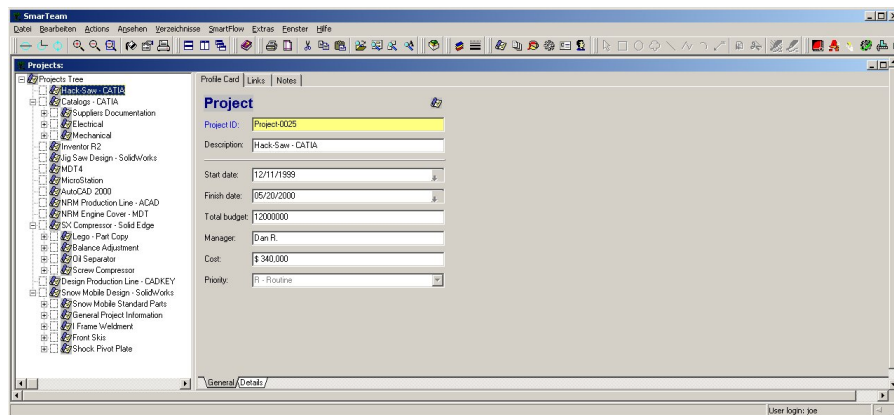 SmarTeam
Datei Bearbeiten Actions Ansehen Verzeichnisse SmartFlow Extras Fenster Hilfe
Projects:
Projects Tree
Hack-Saw - CATIA
Catalogs - CATIA
Suppliers Documentation
Electrical
Mechanical
Inventor R2
Jig Saw Design - SolidWorks
MDT4
MicroStation
AutoCAD 2000
NRM Production Line - ACAD
NRM Engine Cover - MDT
SX Compressor - Solid Edge
Lego - Part Copy
Balance Adjustment
Oil Separator
Screw Compressor
Design Production Line - CADKEY
Snow Mobile Design - SolidWorks
Snow Mobile Standard Parts
General Project Information
I Frame Weldment
Front Skis
Shock Pivot Plate
Profile Card Links Notes
Project
Project ID: Project-0025
Description: Hack-Saw - CATIA
Start date: 12/11/1999
Finish date: 05/20/2000
Total budget: 12000000
Manager: Dan R.
Cost: $ 340,000
Priority: R - Routine
General Details
User login: joe